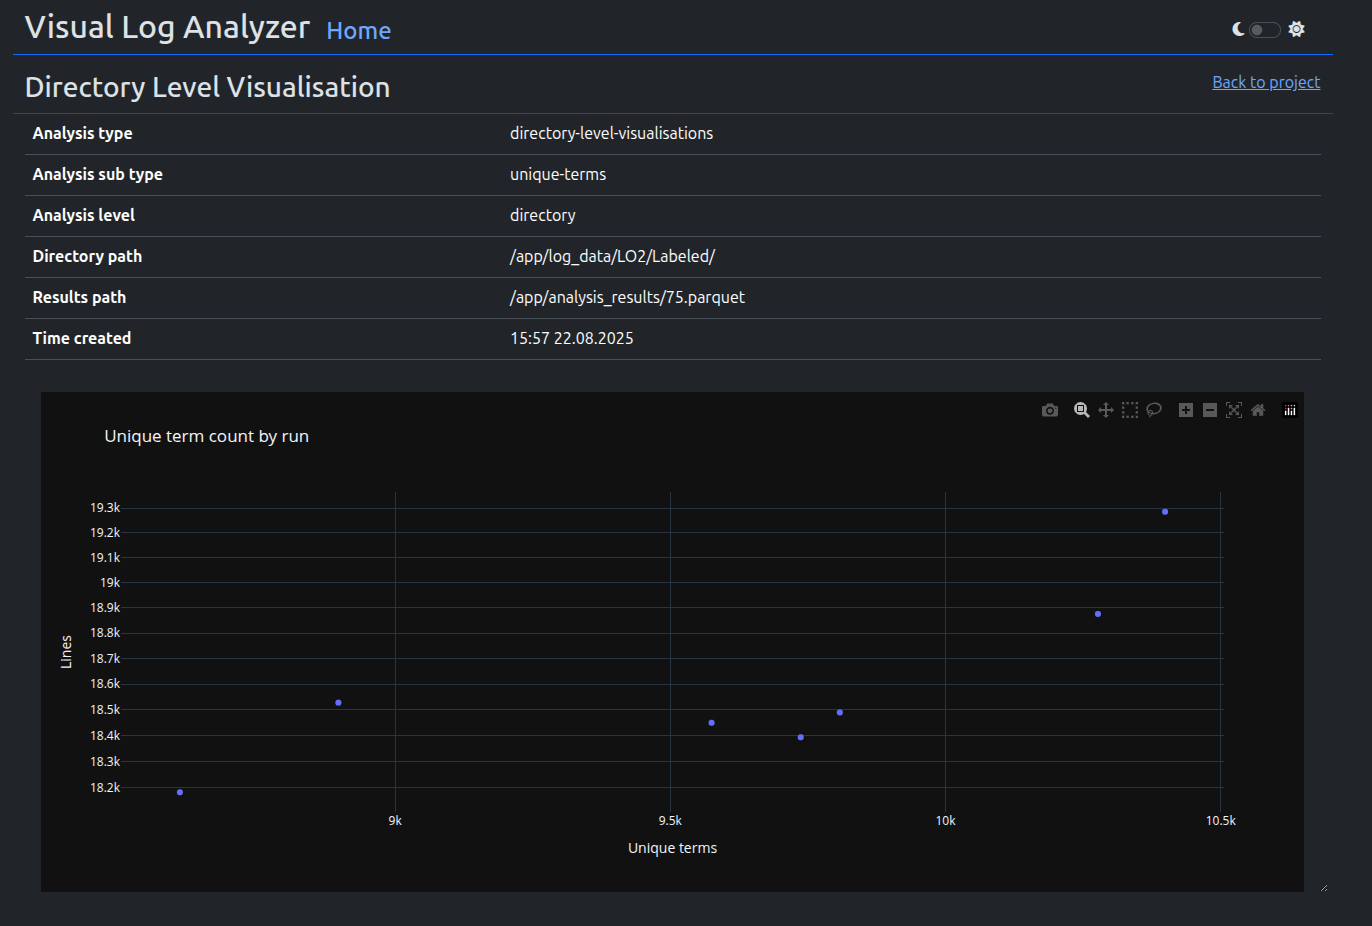 Visual Log Analyzer Home
Directory Level Visualisation
Back to project
Analysis type directory-level-visualisations
Analysis sub type unique-terms
Analysis level directory
Directory path /app/log_data/LO2/Labeled/
Results path /app/analysis_results/75.parquet
Time created 15:57 22.08.2025
Unique term count by run
19.3k
19.2k
19.1k
19k
18.9k
18.8k
18.7k
18.6k
18.5k
18.4k
18.3k
18.2k
Lines
9k 9.5k 10k 10.5k
Unique terms